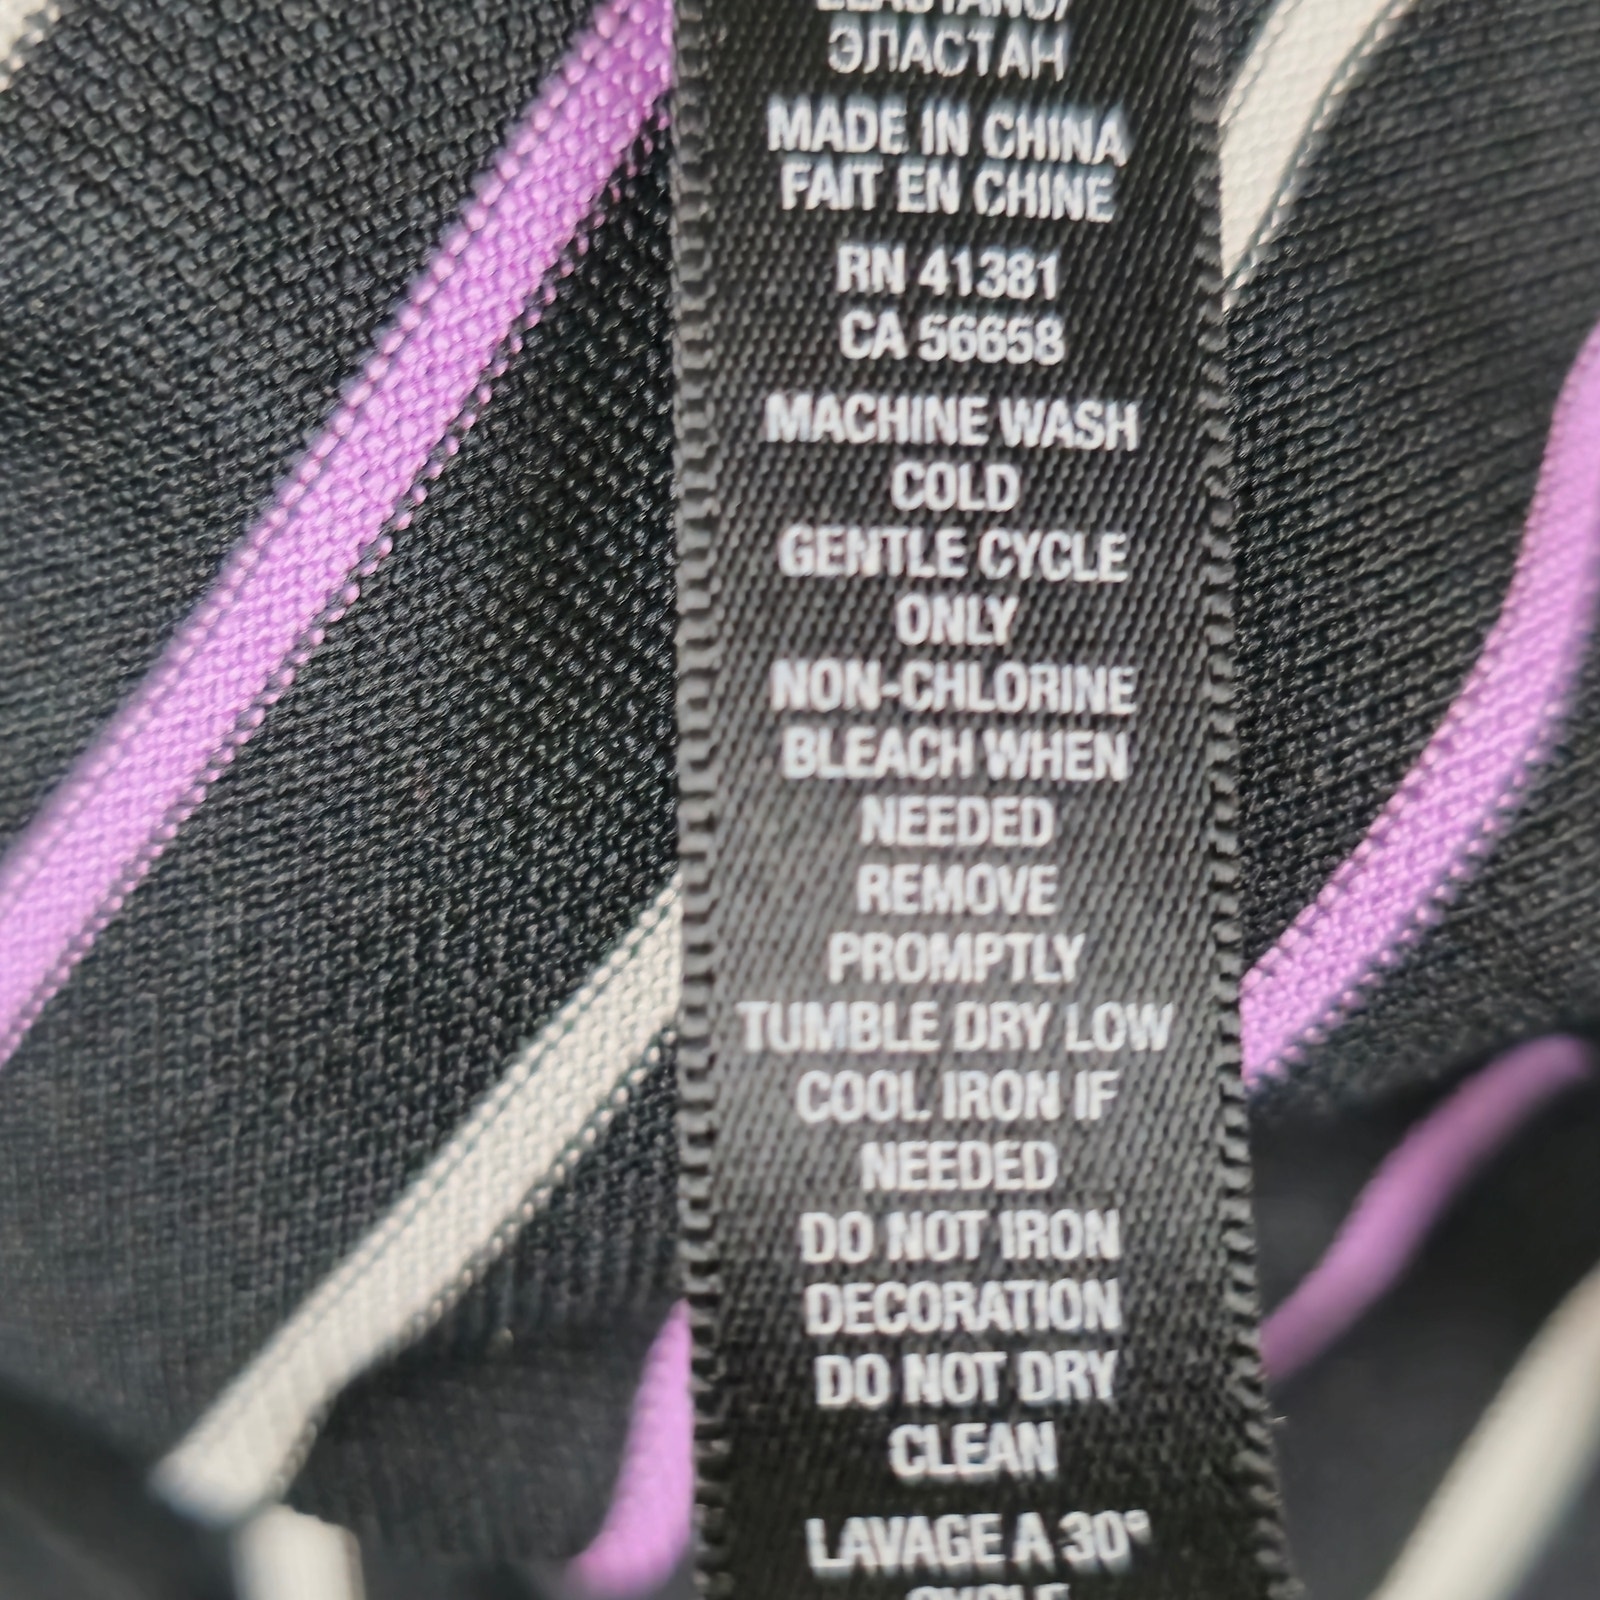 ELASTANO/
ЭЛАСТАН
MADE IN CHINA
FAIT EN CHINE
RN 41381
CA 56658
MACHINE WASH
COLD
GENTLE CYCLE
ONLY
NON-CHLORINE
BLEACH WHEN
NEEDED
REMOVE
PROMPTLY
TUMBLE DRY LOW
COOL IRON IF
NEEDED
DO NOT IRON
DECORATION
DO NOT DRY
CLEAN
LAVAGE A 30°
CYCLE